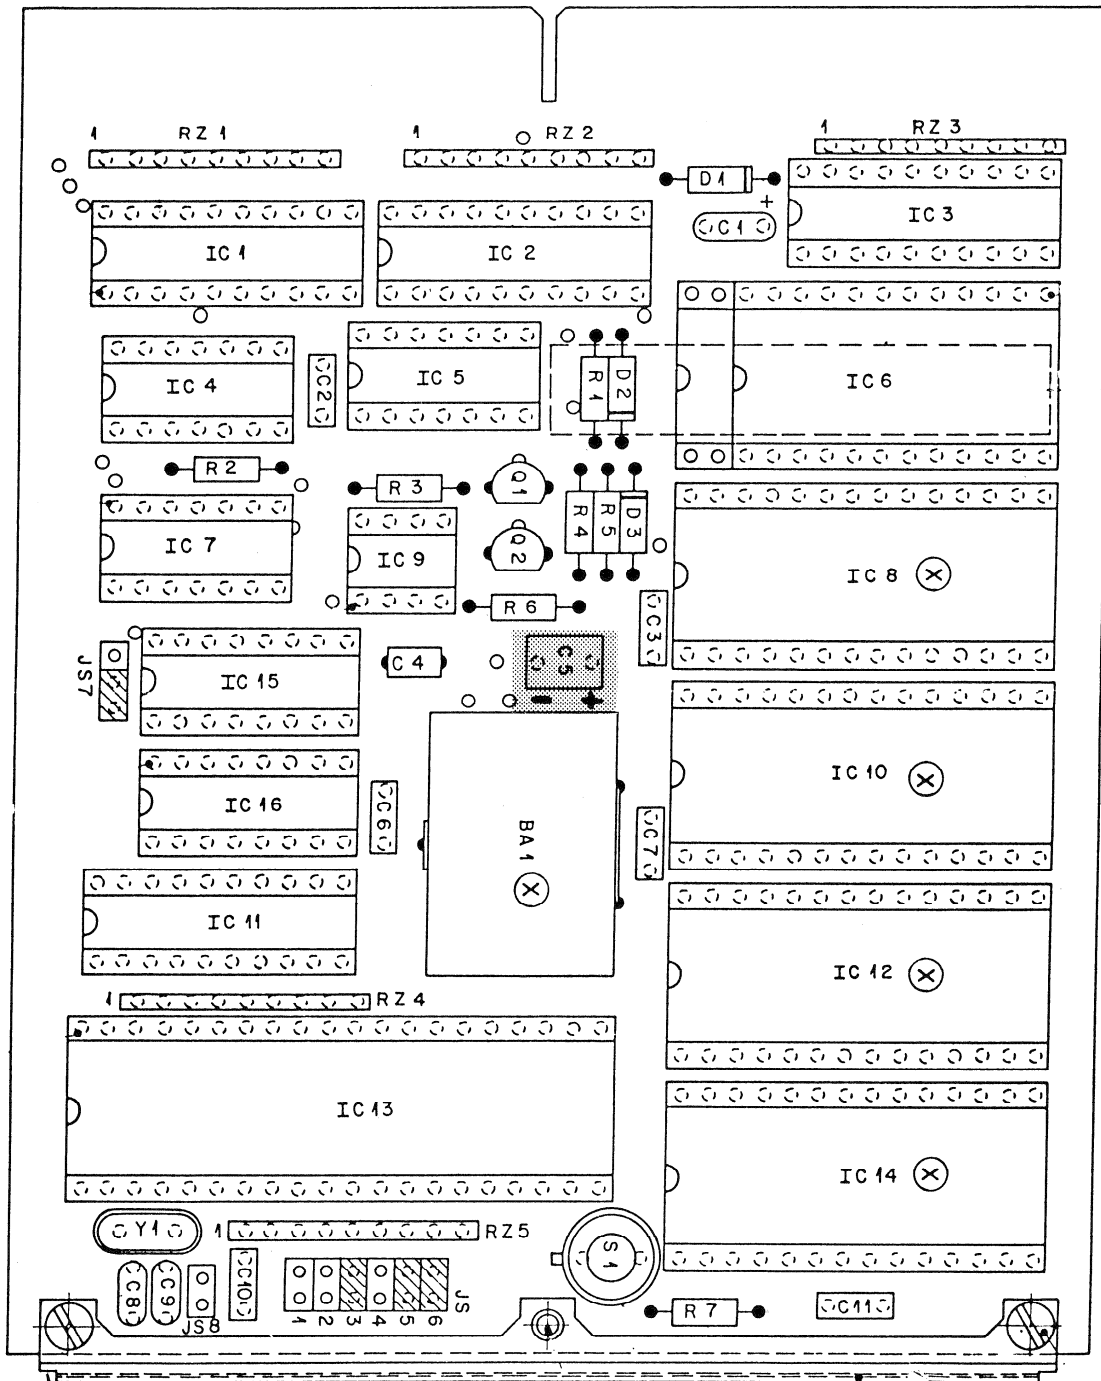 1 RZ 1
1 RZ 2
1 RZ 3
D1
+
C1
IC 1
IC 2
IC 3
IC 4
C2
IC 5
R1
D2
IC 6
R2
R3
Q1
R4
R5
D3
IC 7
IC 9
Q2
IC 8 X
R6
C3
JS7
IC 15
C4
C5
- +
IC 16
C6
BA1
X
C7
IC 10 X
IC 11
IC 12 X
1 RZ4
IC 13
IC 14 X
Y1
1 RZ5
S1
C8
C9
JS8
C10
1 2 3 4 5 6
JS
R7
C11